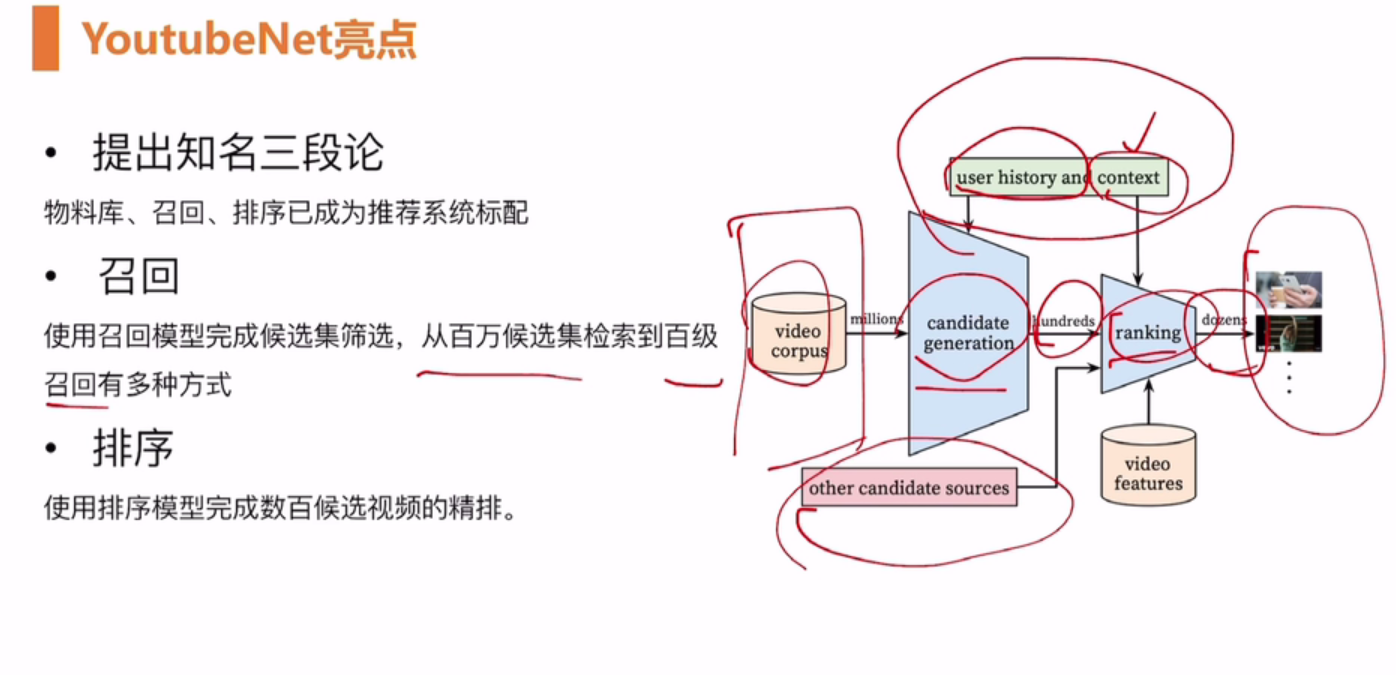 YoutubeNet亮点
• 提出知名三段论
物料库、召回、排序已成为推荐系统标配
• 召回
使用召回模型完成候选集筛选，从百万候选集检索到百级
召回有多种方式
• 排序
使用排序模型完成数百候选视频的精排。
user history and context
video
corpus
millions
candidate
generation
hundreds
ranking
dozens
other candidate sources
video
features